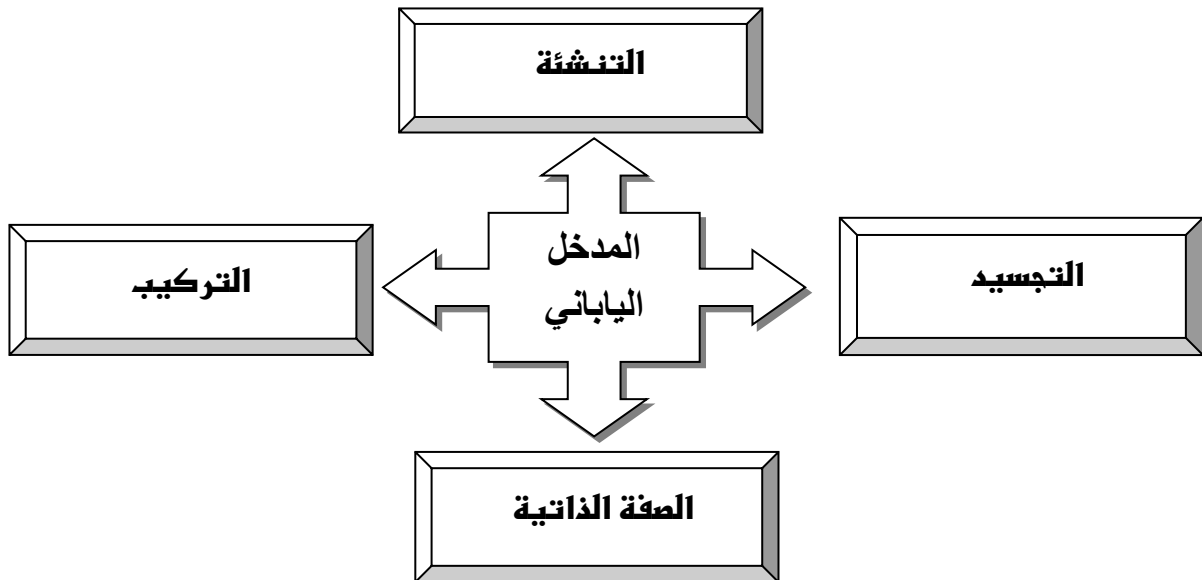 التنشئة
المدخل
الياباني
التجسيد
التركيب
الصفة الذاتية